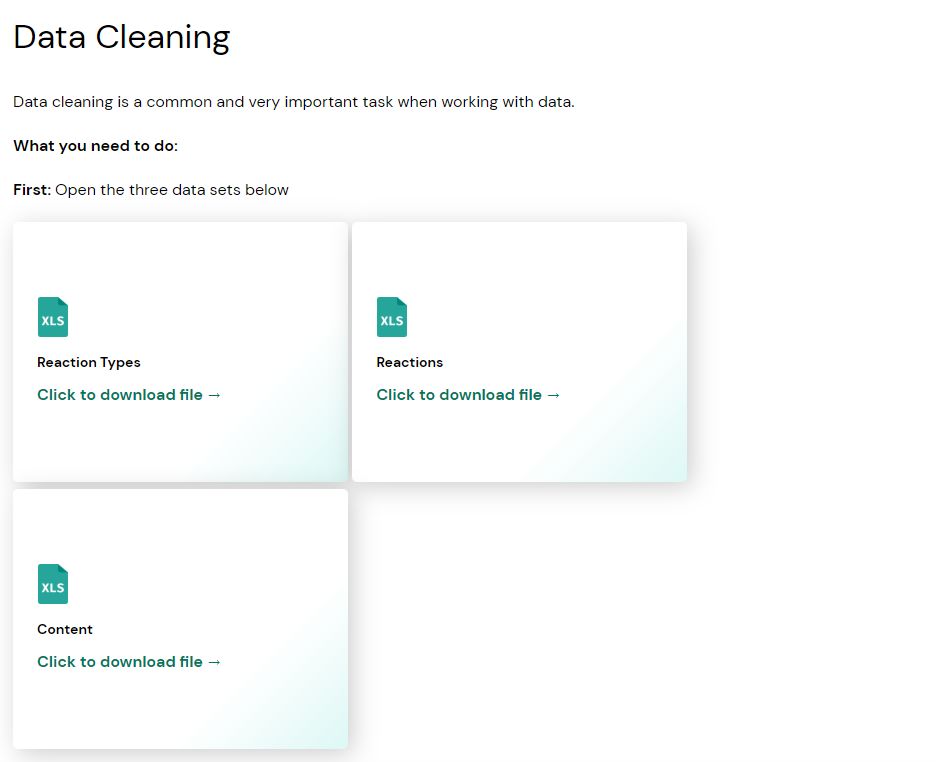 Data Cleaning
Data cleaning is a common and very important task when working with data.
What you need to do:
First: Open the three data sets below
XLS
Reaction Types
Click to download file →
XLS
Reactions
Click to download file →
XLS
Content
Click to download file →